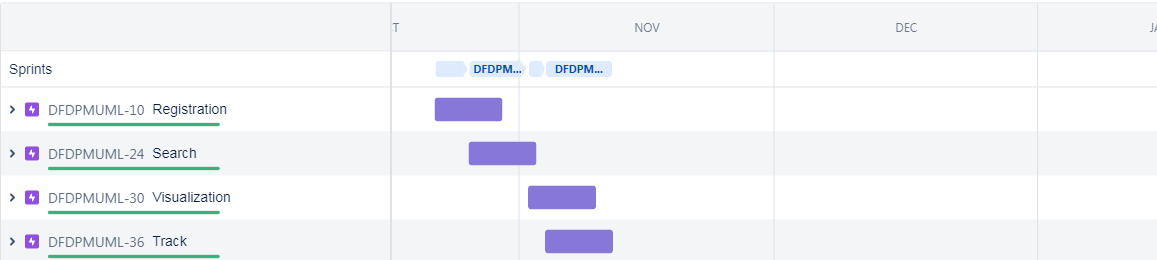 T NOV DEC JA
Sprints DFDPM... DFDPM...
DFDPMUML-10 Registration
DFDPMUML-24 Search
DFDPMUML-30 Visualization
DFDPMUML-36 Track